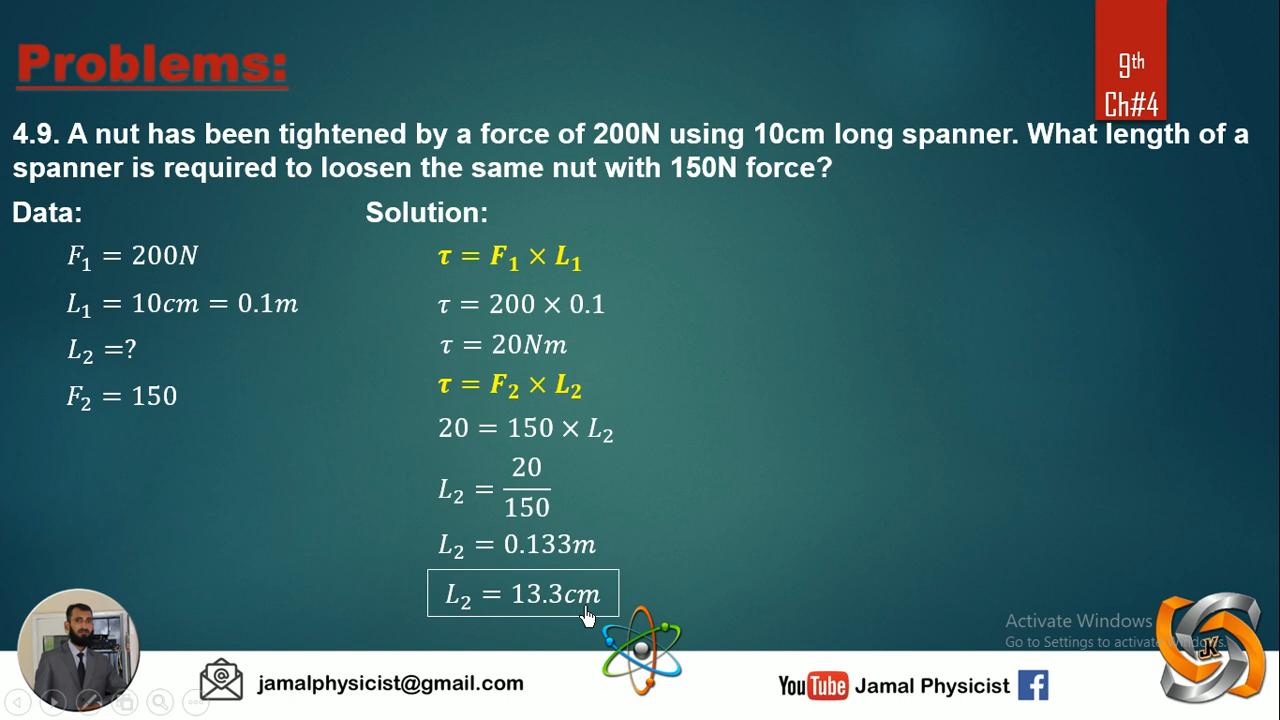 Problems:
9th
Ch#4
4.9. A nut has been tightened by a force of 200N using 10cm long spanner. What length of a
spanner is required to loosen the same nut with 150N force?
Data:
F₁ = 200N
L₁ = 10cm = 0.1m
L₂ =?
F₂ = 150
Solution:
τ = F₁ × L₁
τ = 200 × 0.1
τ = 20Nm
τ = F₂ × L₂
20 = 150 × L₂
L₂ = 20/150
L₂ = 0.133m
L₂ = 13.3cm
Activate Windows
Go to Settings to activate Windows.
JK
jamalphysicist@gmail.com
YouTube Jamal Physicist f